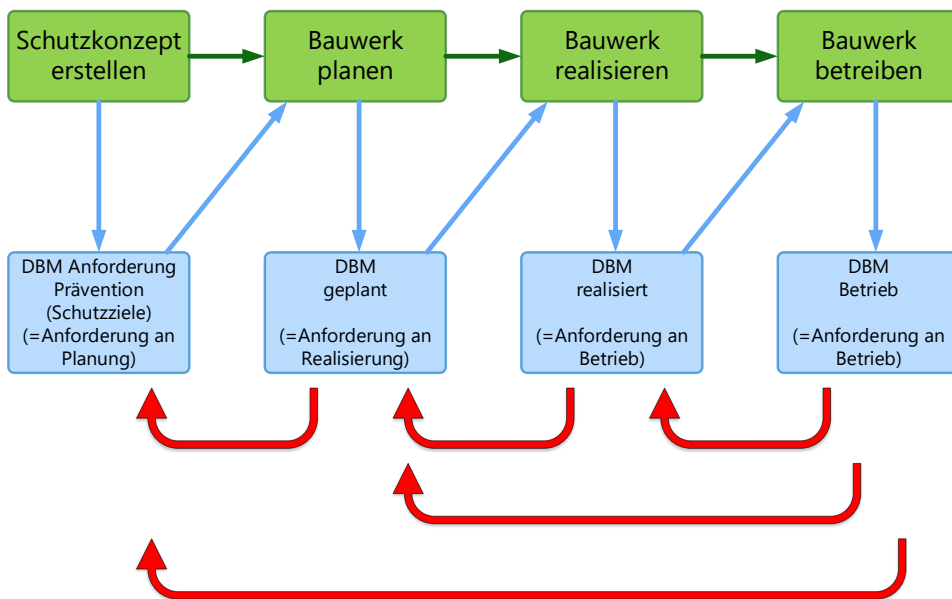 Schutzkonzept
erstellen
Bauwerk
planen
Bauwerk
realisieren
Bauwerk
betreiben
DBM Anforderung
Prävention
(Schutzziele)
(=Anforderung an
Planung)
DBM
geplant
(=Anforderung an
Realisierung)
DBM
realisiert
(=Anforderung an
Betrieb)
DBM
Betrieb
(=Anforderung an
Betrieb)